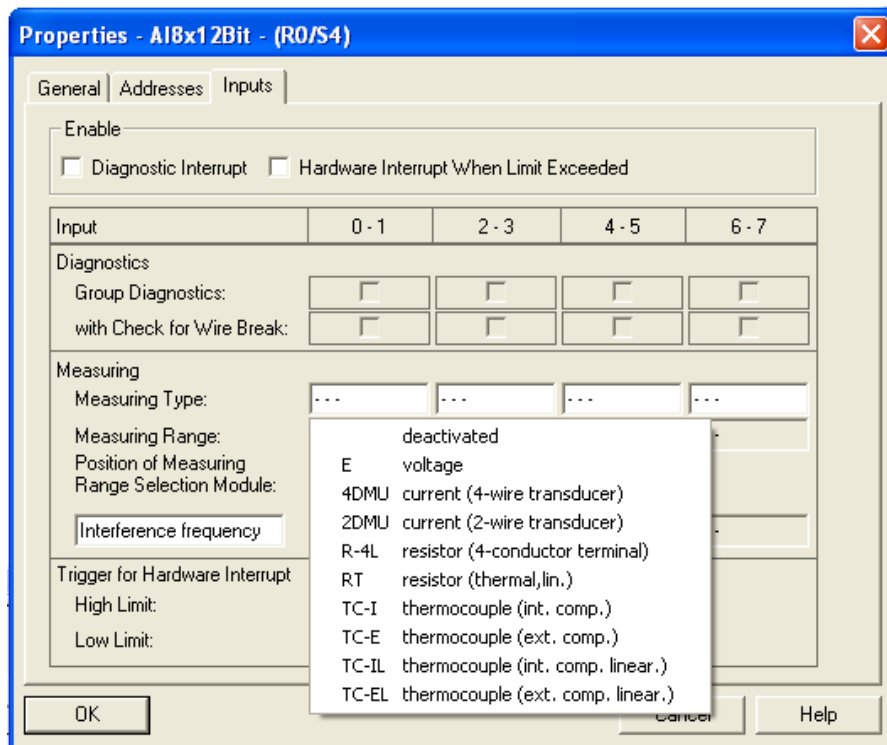 Properties - AI8x12Bit - (R0/S4)
General Addresses Inputs
Enable
Diagnostic Interrupt Hardware Interrupt When Limit Exceeded
Input 0 - 1 2 - 3 4 - 5 6 - 7
Diagnostics
Group Diagnostics:
with Check for Wire Break:
Measuring
Measuring Type: --- --- --- ---
Measuring Range:
Position of Measuring
Range Selection Module:
Interference frequency
Trigger for Hardware Interrupt
High Limit:
Low Limit:
deactivated
E voltage
4DMU current (4-wire transducer)
2DMU current (2-wire transducer)
R-4L resistor (4-conductor terminal)
RT resistor (thermal,lin.)
TC-I thermocouple (int. comp.)
TC-E thermocouple (ext. comp.)
TC-IL thermocouple (int. comp. linear.)
TC-EL thermocouple (ext. comp. linear.)
OK Cancel Help